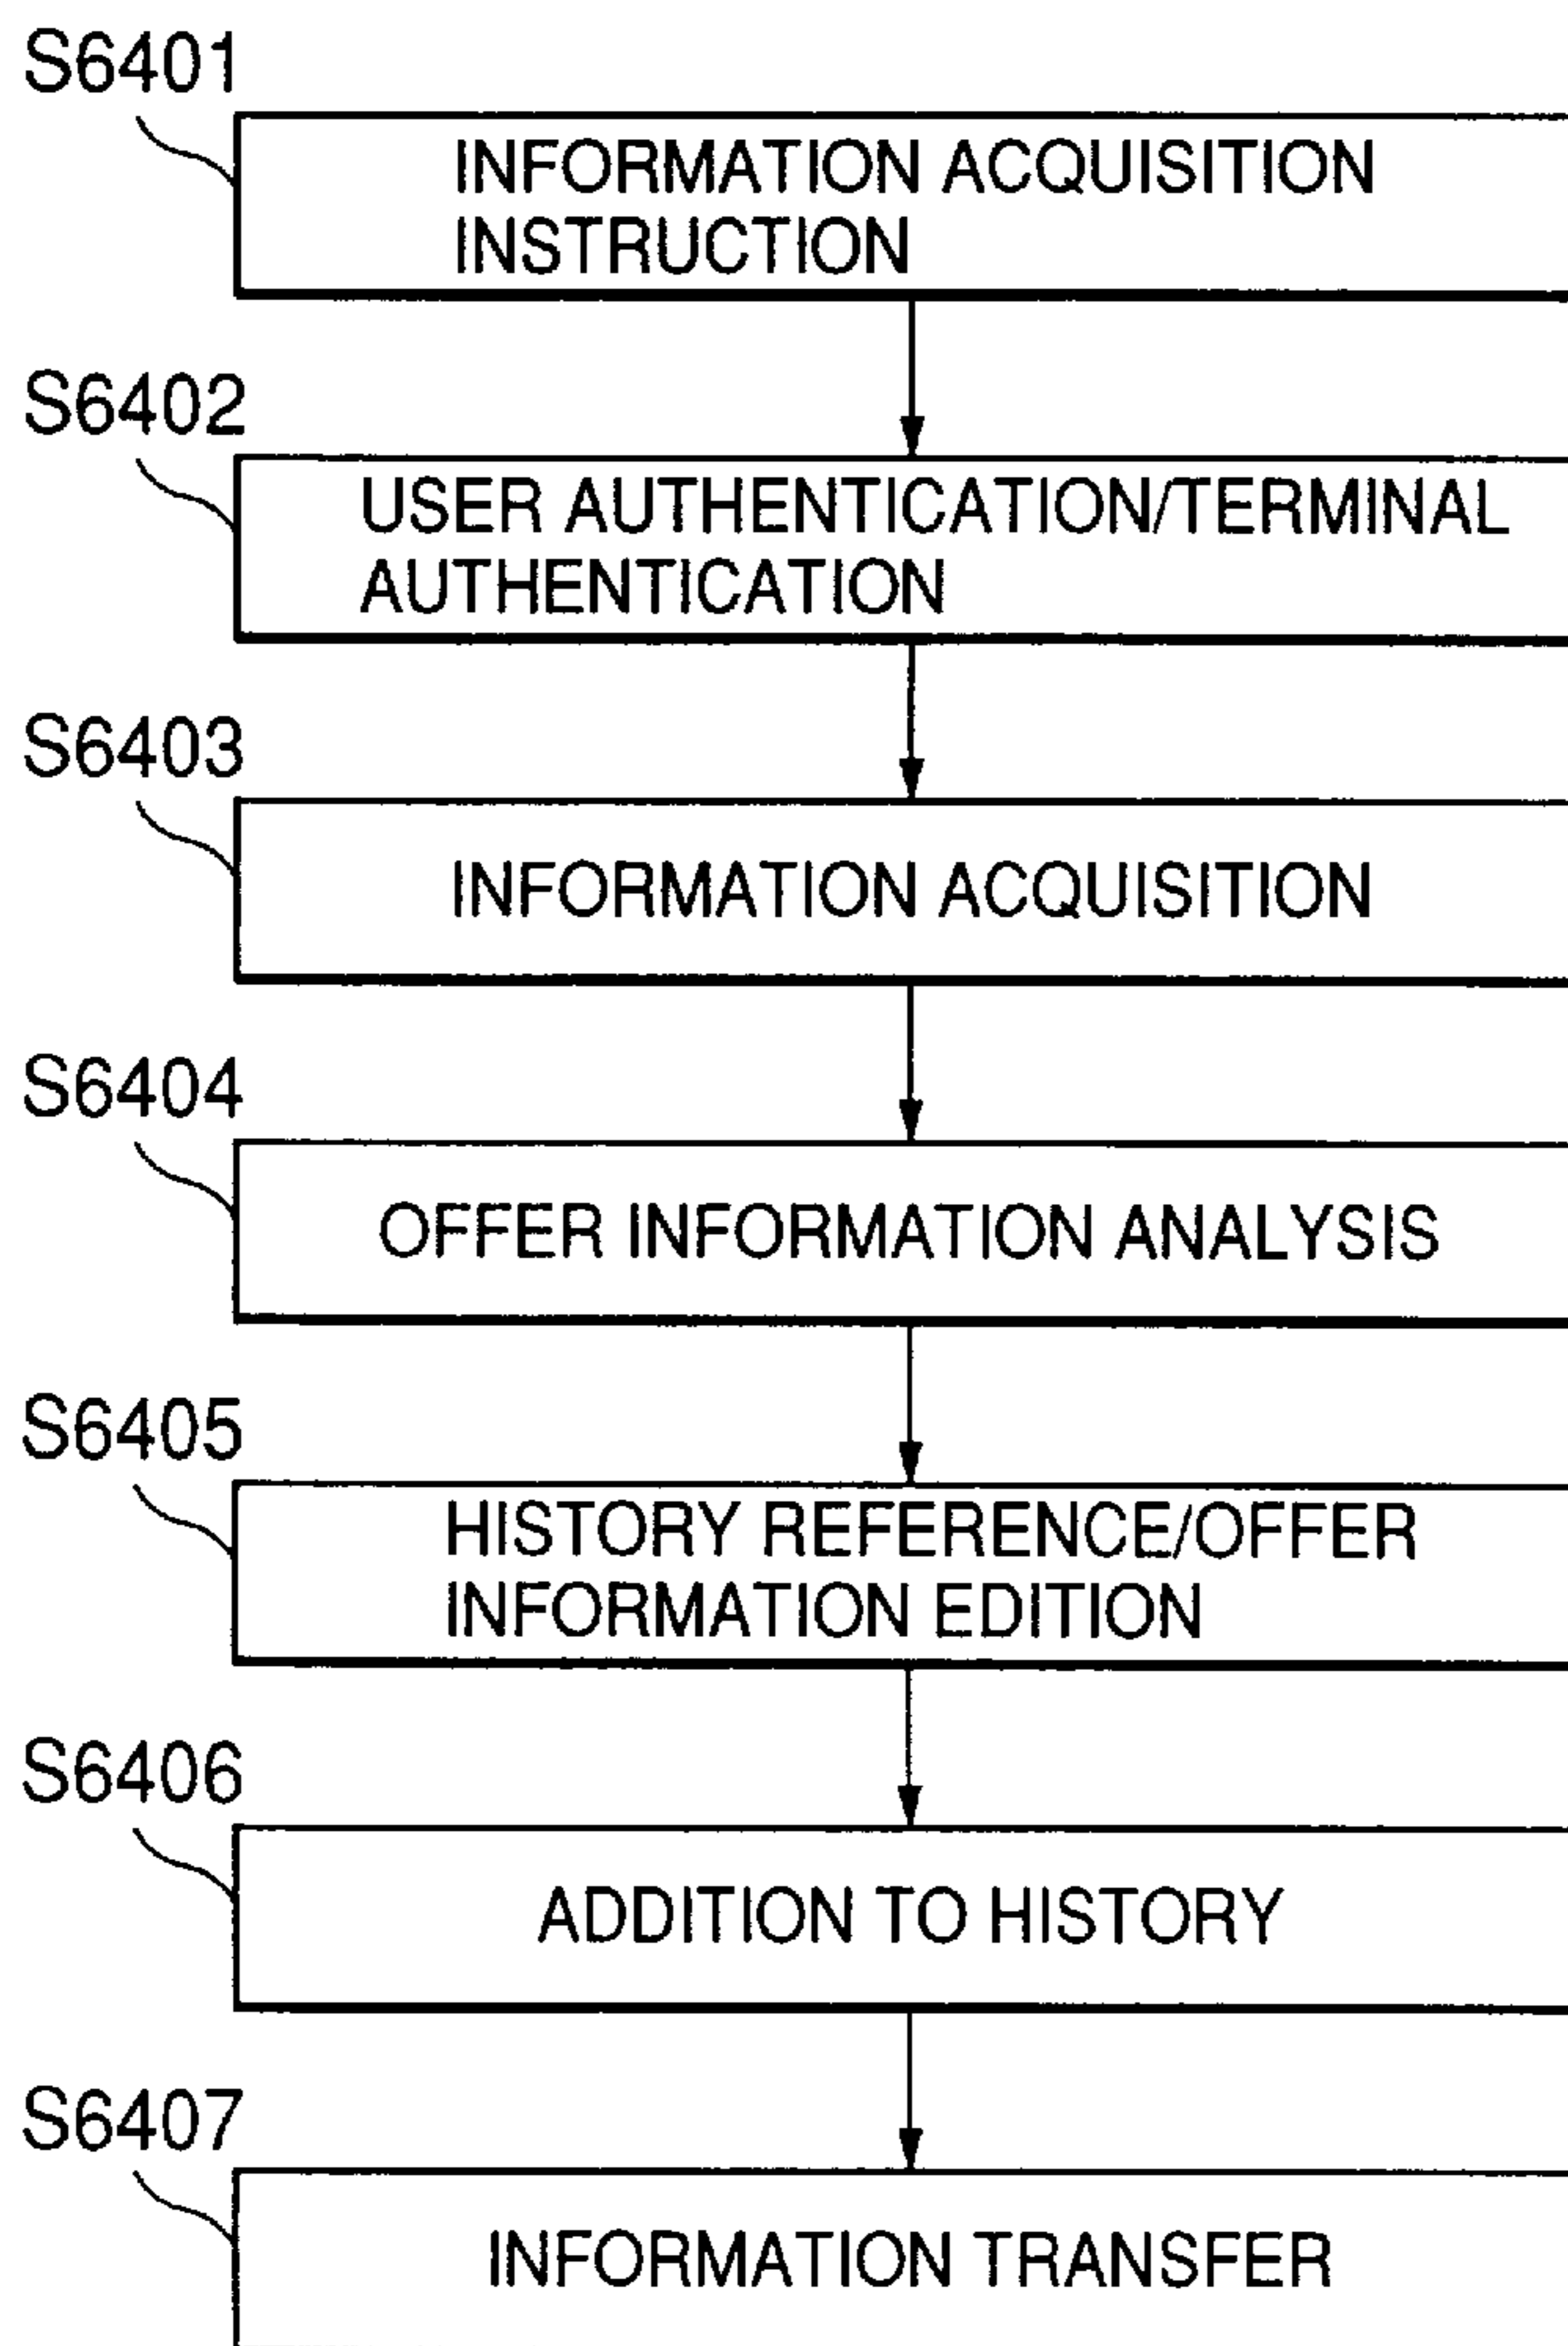 S6401
INFORMATION ACQUISITION
INSTRUCTION
S6402
USER AUTHENTICATION/TERMINAL
AUTHENTICATION
S6403
INFORMATION ACQUISITION
S6404
OFFER INFORMATION ANALYSIS
S6405
HISTORY REFERENCE/OFFER
INFORMATION EDITION
S6406
ADDITION TO HISTORY
S6407
INFORMATION TRANSFER